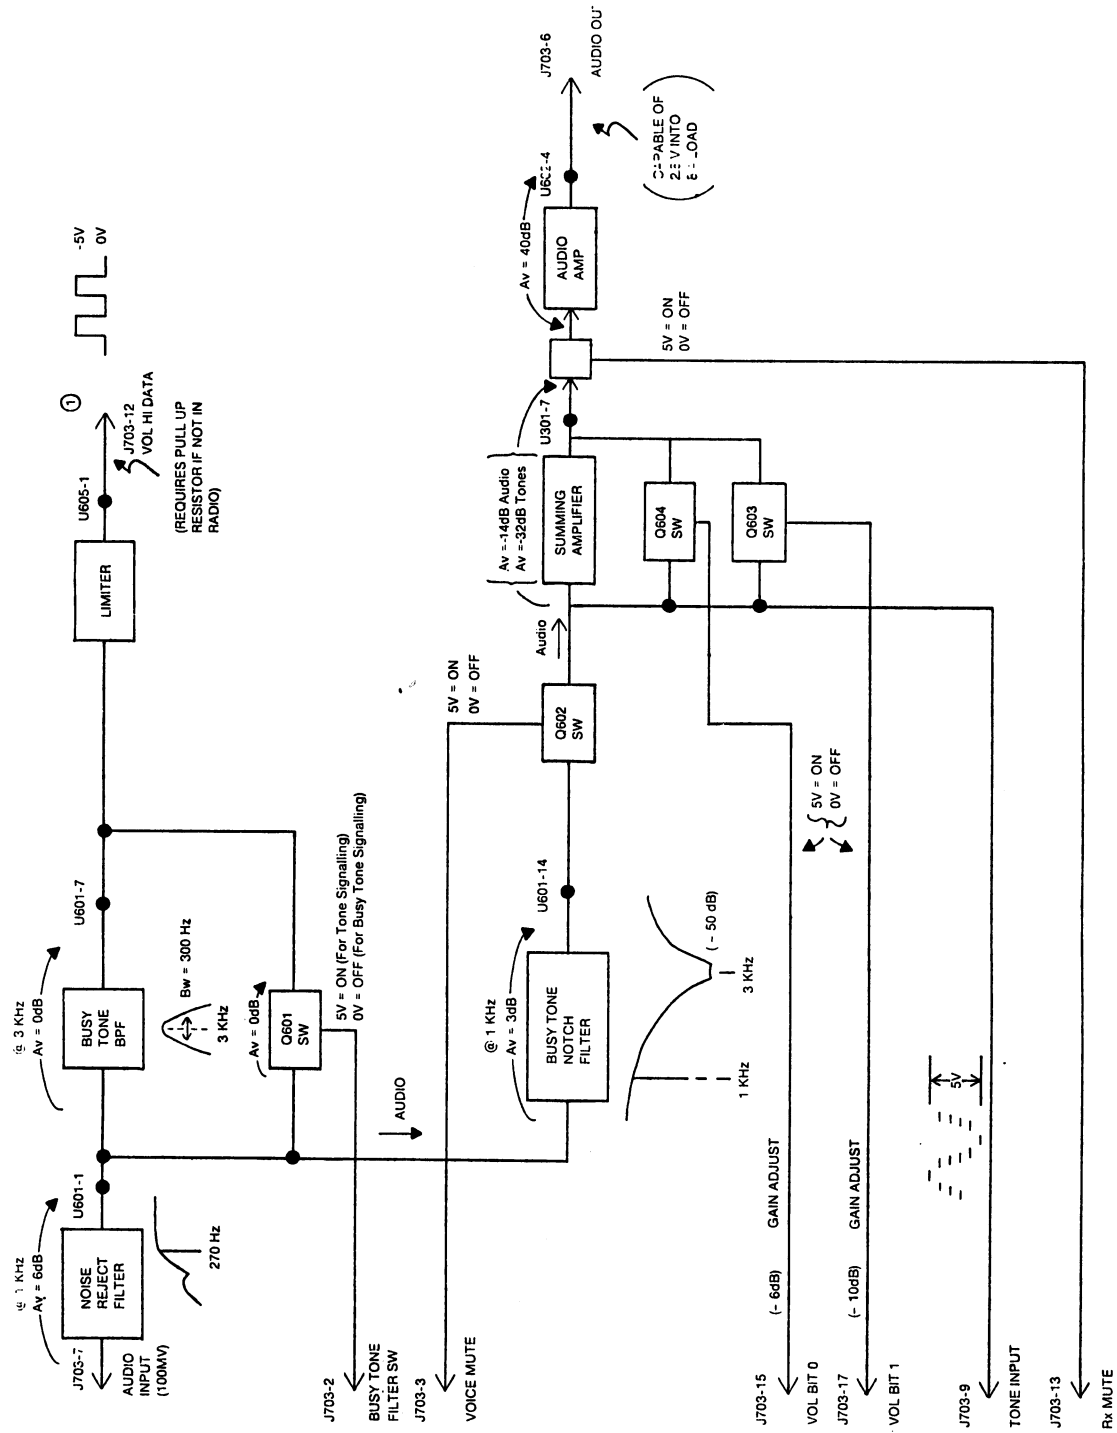 @ 1 KHz
Av = 6dB
J703-7
AUDIO
INPUT
(100MV)
NOISE
REJECT
FILTER
U601-1
270 Hz
@ 3 KHz
Av = 0dB
BUSY
TONE
BPF
U601-7
Bw = 300 Hz
3 KHz
Av = 0dB
Q601
SW
5V = ON (For Tone Signalling)
0V = OFF (For Busy Tone Signalling)
J703-2
BUSY TONE
FILTER SW
LIMITER
U605-1
J703-12
VOL HI DATA
(REQUIRES PULL UP
RESISTOR IF NOT IN
RADIO)
1
-5V
0V
AUDIO
J703-3
VOICE MUTE
@ 1 KHz
Av = 3dB
BUSY TONE
NOTCH
FILTER
U601-14
1 KHz
3 KHz
(- 50 dB)
5V = ON
0V = OFF
Q602
SW
Audio
Av =-14dB Audio
Av =-32dB Tones
SUMMING
AMPLIFIER
U301-7
Q604
SW
Q603
SW
Av = 40dB
AUDIO
AMP
J703-6
AUDIO
CAPABLE OF
INTO
LOAD
5V = ON
0V = OFF
5V = ON
0V = OFF
J703-15
VOL BIT 0
(- 6dB)
GAIN ADJUST
J703-17
VOL BIT 1
(- 10dB)
GAIN ADJUST
5V
J703-9
TONE INPUT
J703-13
Rx MUTE